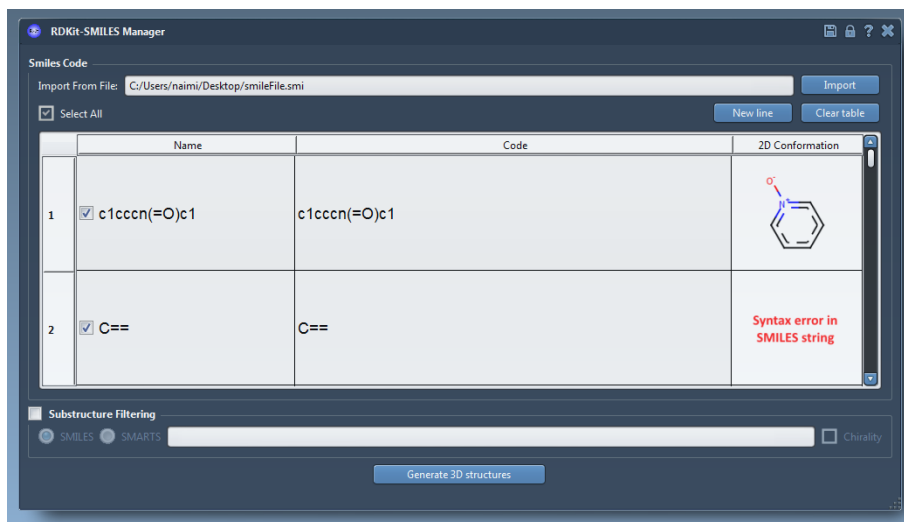 RDKit-SMILES Manager
Smiles Code
Import From File: C:/Users/naimi/Desktop/smileFile.smi Import
Select All New line Clear table
Name Code 2D Conformation
1 c1cccn(=O)c1 c1cccn(=O)c1
O-
N+
2 C== C== Syntax error in
SMILES string
Substructure Filtering
SMILES SMARTS Chirality
Generate 3D structures